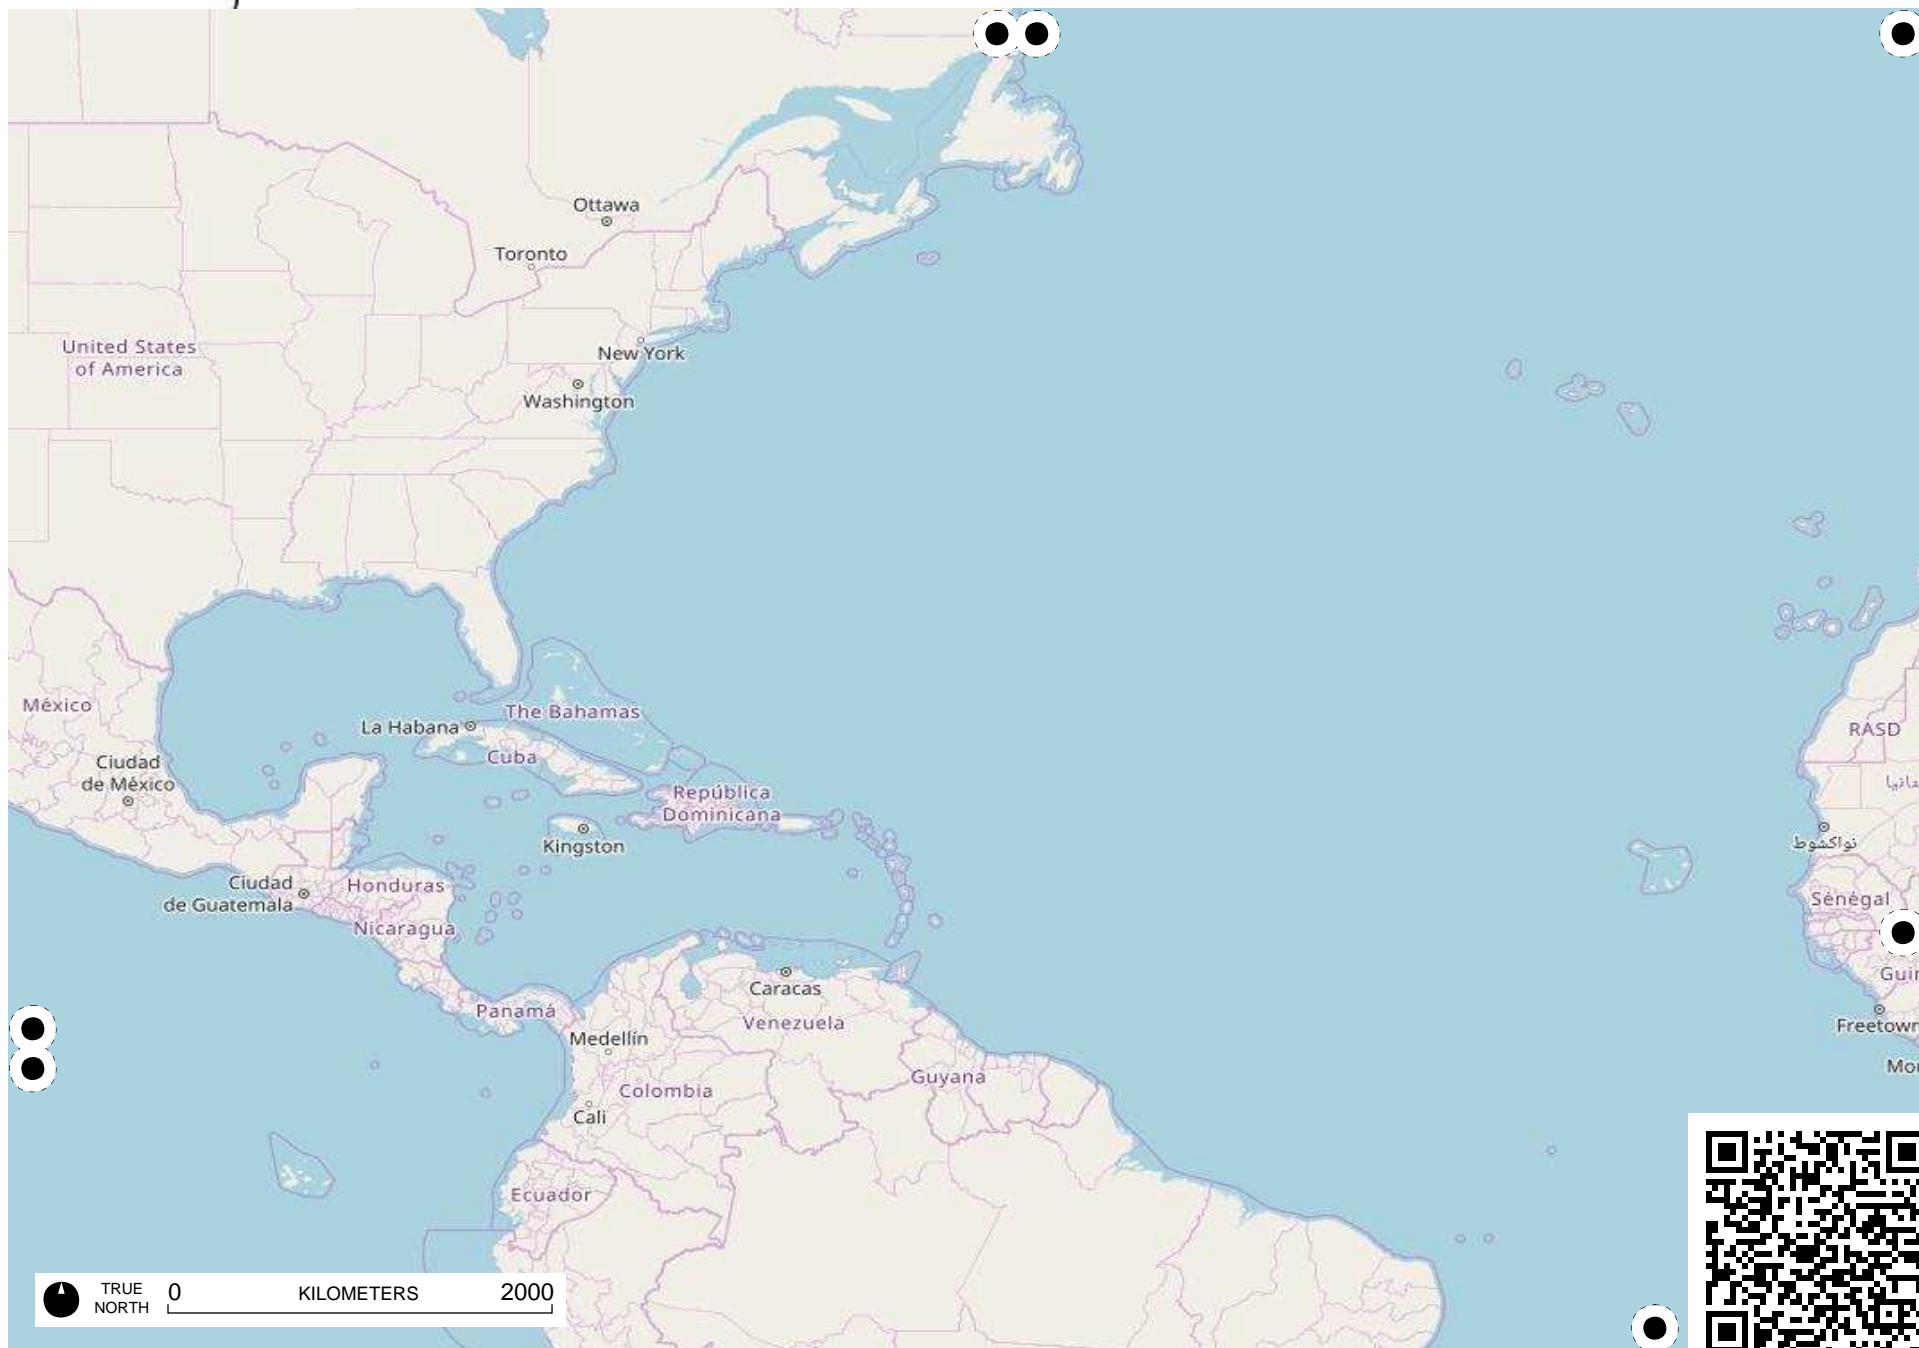 Ottawa
Toronto
United States
of America
New York
Washington
México
La Habana
The Bahamas
Cuba
RASD
Ciudad
de México
República
Dominicana
Kingston
نواكشوط
Ciudad
de Guatemala
Honduras
Sénégal
Nicaragua
Caracas
Panamá
Venezuela
Medellín
Freetown
Guyana
Colombia
Cali
Ecuador
TRUE
NORTH
0
KILOMETERS
2000